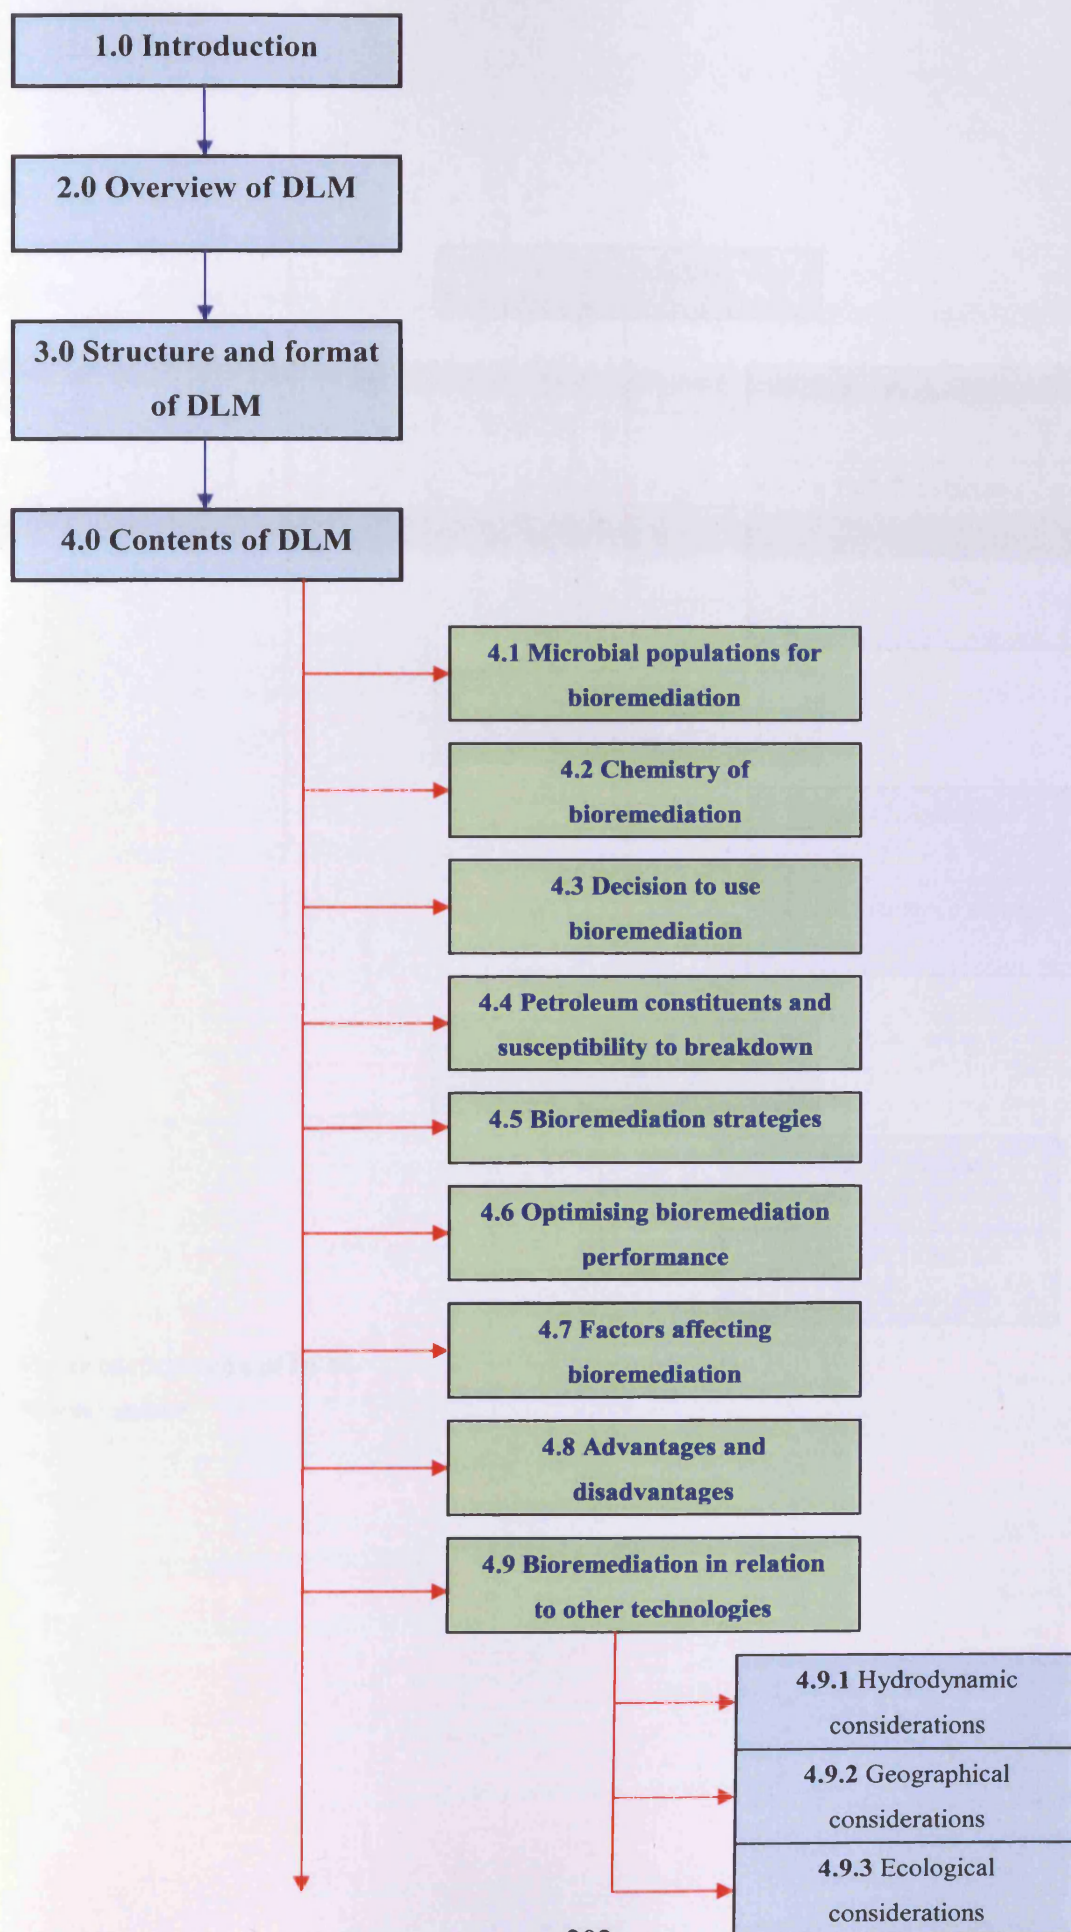 1.0 Introduction
2.0 Overview of DLM
3.0 Structure and format
of DLM
4.0 Contents of DLM
4.1 Microbial populations for
bioremediation
4.2 Chemistry of
bioremediation
4.3 Decision to use
bioremediation
4.4 Petroleum constituents and
susceptibility to breakdown
4.5 Bioremediation strategies
4.6 Optimising bioremediation
performance
4.7 Factors affecting
bioremediation
4.8 Advantages and
disadvantages
4.9 Bioremediation in relation
to other technologies
4.9.1 Hydrodynamic
considerations
4.9.2 Geographical
considerations
4.9.3 Ecological
considerations